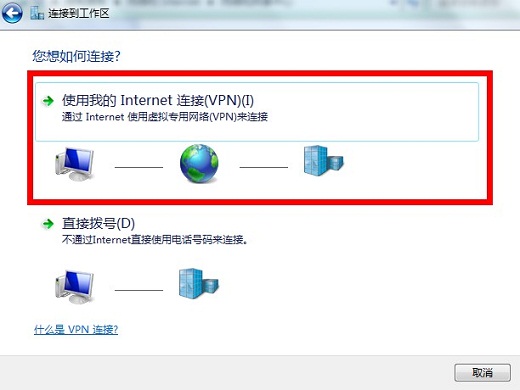 连接到工作区
您想如何连接?
使用我的 Internet 连接(VPN)(I)
通过 Internet 使用虚拟专用网络(VPN)来连接
直接拨号(D)
不通过Internet直接使用电话号码来连接。
什么是 VPN 连接?
取消